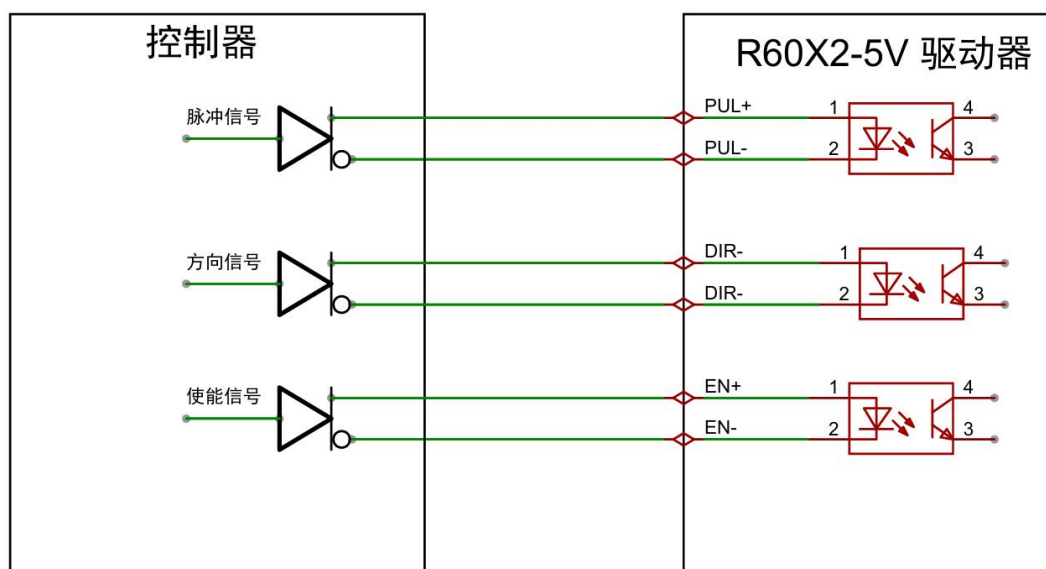 控制器
R60X2-5V 驱动器
脉冲信号
PUL+
1
4
PUL-
2
3
方向信号
DIR-
1
4
DIR-
2
3
使能信号
EN+
1
4
EN-
2
3